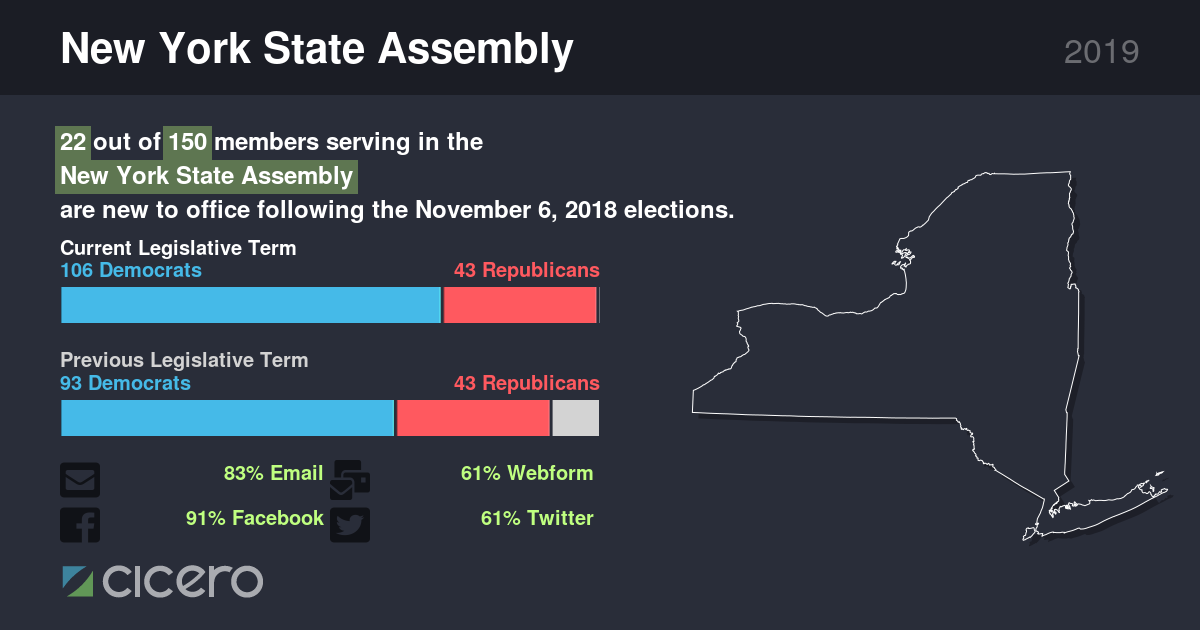 New York State Assembly
2019
22 out of 150 members serving in the
New York State Assembly
are new to office following the November 6, 2018 elections.
Current Legislative Term
106 Democrats 43 Republicans
Previous Legislative Term
93 Democrats 43 Republicans
83% Email 61% Webform
91% Facebook 61% Twitter
cicero